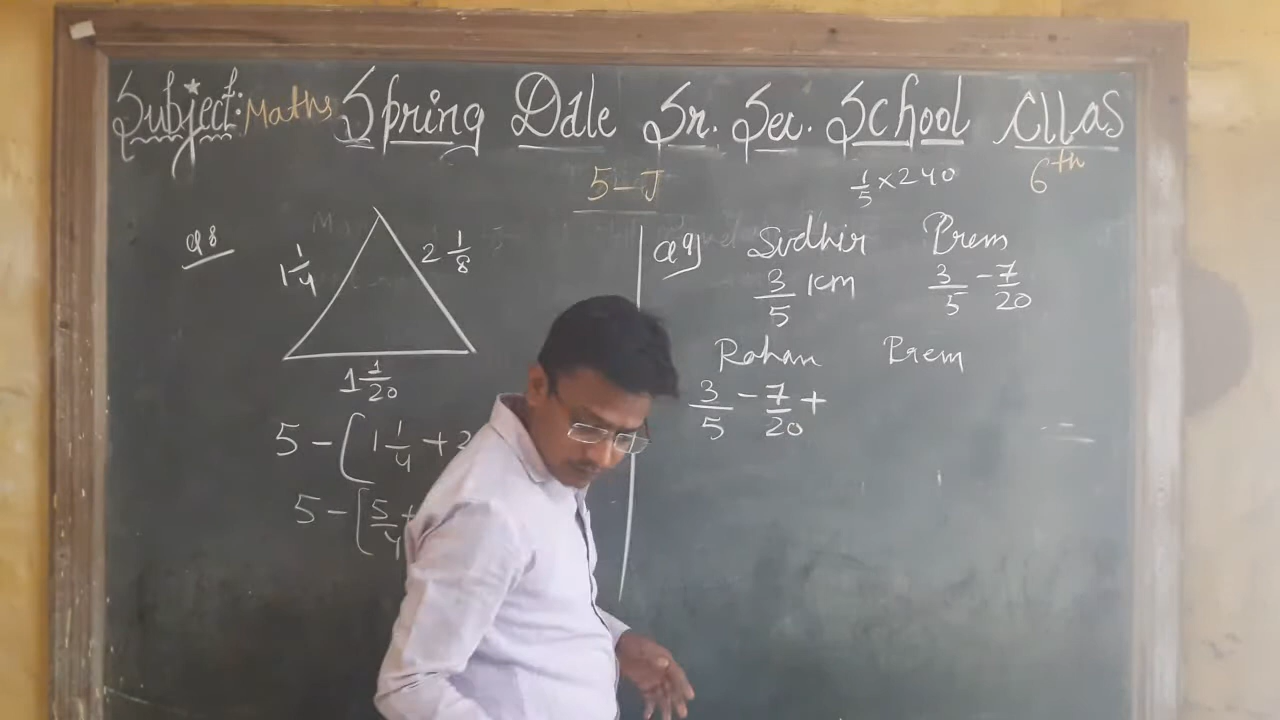 Subject: Maths Spring Dale Sr. Sec. School Cllas 6th
5-J
1/5 × 240
Q8
1 1/4
2 1/8
1 1/20
5 - [ 1 1/4 + 2
5 - [ 5/4 +
Q9) Sudhir Prem
3/5 km 3/5 - 7/20
Rohan Prem
3/5 - 7/20 +
=